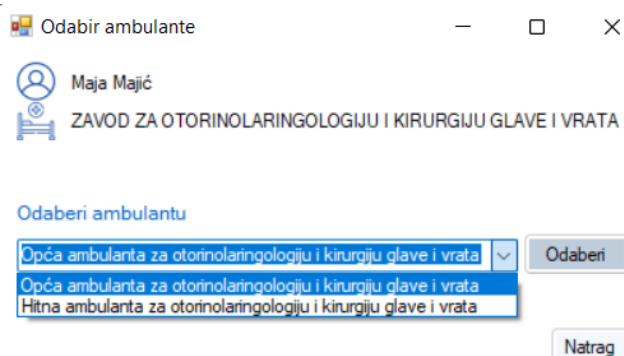 Odabir ambulante
Maja Majić
ZAVOD ZA OTORINOLARINGOLOGIJU I KIRURGIJU GLAVE I VRATA
Odaberi ambulantu
Opća ambulanta za otorinolaringologiju i kirurgiju glave i vrata Odaberi
Opća ambulanta za otorinolaringologiju i kirurgiju glave i vrata
Hitna ambulanta za otorinolaringologiju i kirurgiju glave i vrata
Natrag